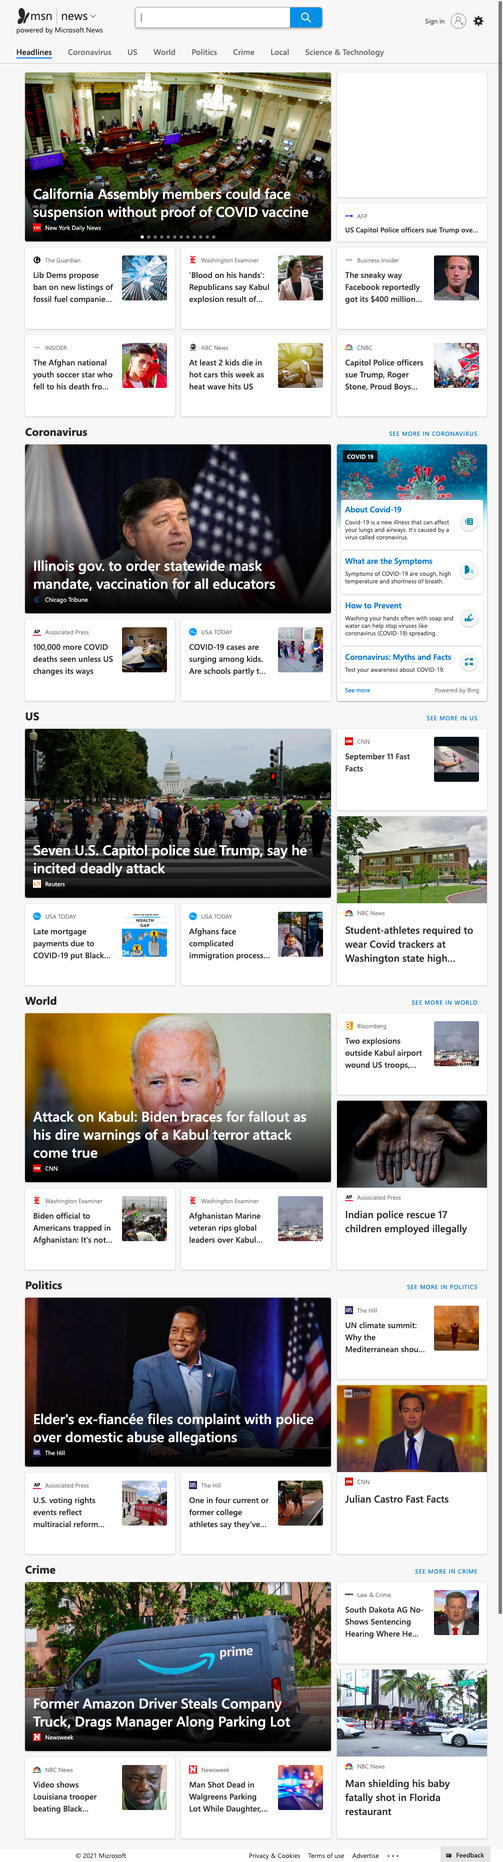 msn | news
powered by Microsoft News
Sign in
Headlines
Coronavirus
US
World
Politics
Crime
Local
Science & Technology
California Assembly members could face
suspension without proof of COVID vaccine
New York Daily News
AFP
US Capitol Police officers sue Trump ove...
The Guardian
Lib Dems propose
ban on new listings of
fossil fuel companie...
Washington Examiner
'Blood on his hands':
Republicans say Kabul
explosion result of...
Business Insider
The sneaky way
Facebook reportedly
got its $400 million...
INSIDER
The Afghan national
youth soccer star who
fell to his death fro...
ABC News
At least 2 kids die in
hot cars this week as
heat wave hits US
CNBC
Capitol Police officers
sue Trump, Roger
Stone, Proud Boys...
Coronavirus
SEE MORE IN CORONAVIRUS
Illinois gov. to order statewide mask
mandate, vaccination for all educators
Chicago Tribune
COVID 19
About Covid-19
Covid-19 is a new illness that can affect
your lungs and airways. It's caused by a
virus called coronavirus.
What are the Symptoms
Symptoms of COVID-19 are cough, high
temperature and shortness of breath.
How to Prevent
Washing your hands often with soap and
water can help stop viruses like
coronavirus (COVID-19) spreading.
Coronavirus: Myths and Facts
Test your awareness about COVID-19.
See more
Powered by Bing
AP
Associated Press
100,000 more COVID
deaths seen unless US
changes its ways
USA TODAY
COVID-19 cases are
surging among kids.
Are schools partly t...
US
SEE MORE IN US
Seven U.S. Capitol police sue Trump, say he
incited deadly attack
Reuters
CNN
September 11 Fast
Facts
NBC News
Student-athletes required to
wear Covid trackers at
Washington state high...
USA TODAY
Late mortgage
payments due to
COVID-19 put Black...
WEALTH
GAP
USA TODAY
Afghans face
complicated
immigration process...
World
SEE MORE IN WORLD
Attack on Kabul: Biden braces for fallout as
his dire warnings of a Kabul terror attack
come true
CNN
Bloomberg
Two explosions
outside Kabul airport
wound US troops,...
AP
Associated Press
Indian police rescue 17
children employed illegally
Washington Examiner
Biden official to
Americans trapped in
Afghanistan: It's not...
Washington Examiner
Afghanistan Marine
veteran rips global
leaders over Kabul...
Politics
SEE MORE IN POLITICS
Elder's ex-fiancée files complaint with police
over domestic abuse allegations
The Hill
The Hill
UN climate summit:
Why the
Mediterranean shou...
politics
CNN
Julian Castro Fast Facts
AP
Associated Press
U.S. voting rights
events reflect
multiracial reform...
The Hill
One in four current or
former college
athletes say they've...
Crime
SEE MORE IN CRIME
prime
Former Amazon Driver Steals Company
Truck, Drags Manager Along Parking Lot
Newsweek
Law & Crime
South Dakota AG No-
Shows Sentencing
Hearing Where He...
NBC News
Man shielding his baby
fatally shot in Florida
restaurant
NBC News
Video shows
Louisiana trooper
beating Black...
Newsweek
Man Shot Dead in
Walgreens Parking
Lot While Daughter,...
© 2021 Microsoft
Privacy & Cookies
Terms of use
Advertise
Feedback